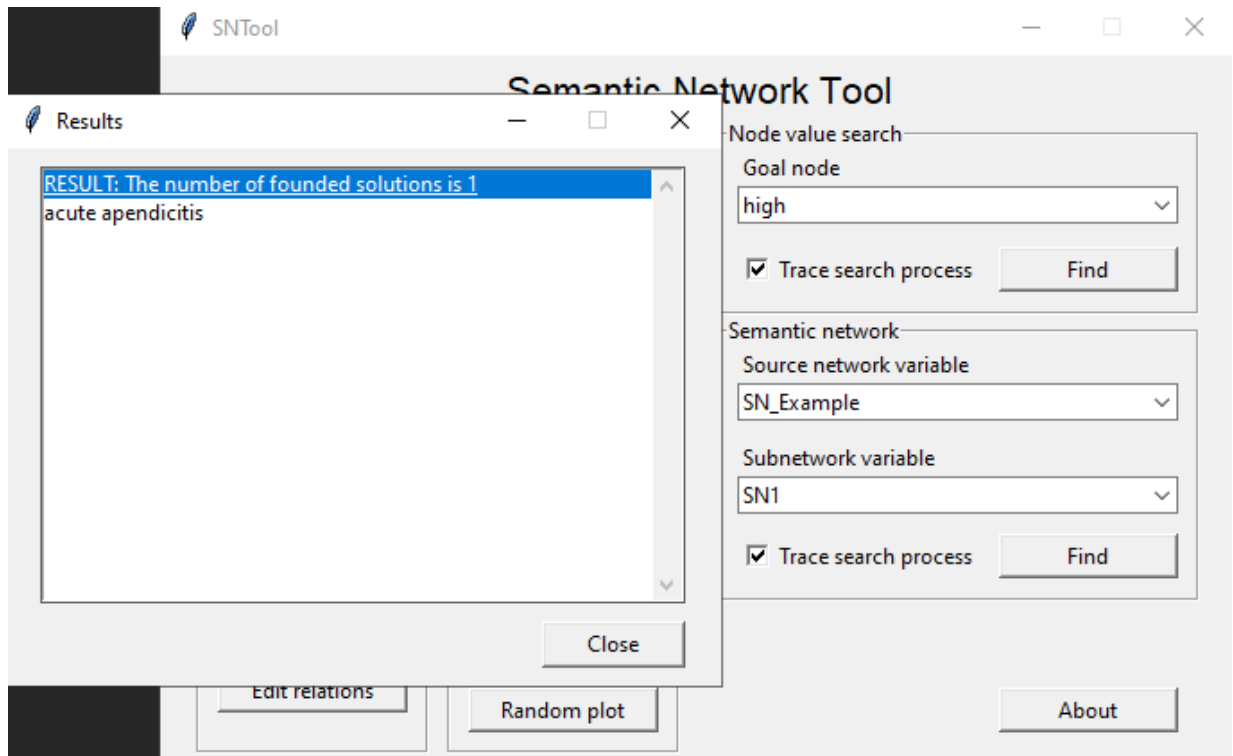 SNTool
Semantic Network Tool
Results
RESULT: The number of founded solutions is 1
acute apendicitis
Close
Node value search
Goal node
high
Trace search process
Find
Semantic network
Source network variable
SN_Example
Subnetwork variable
SN1
Trace search process
Find
Edit relations
Random plot
About